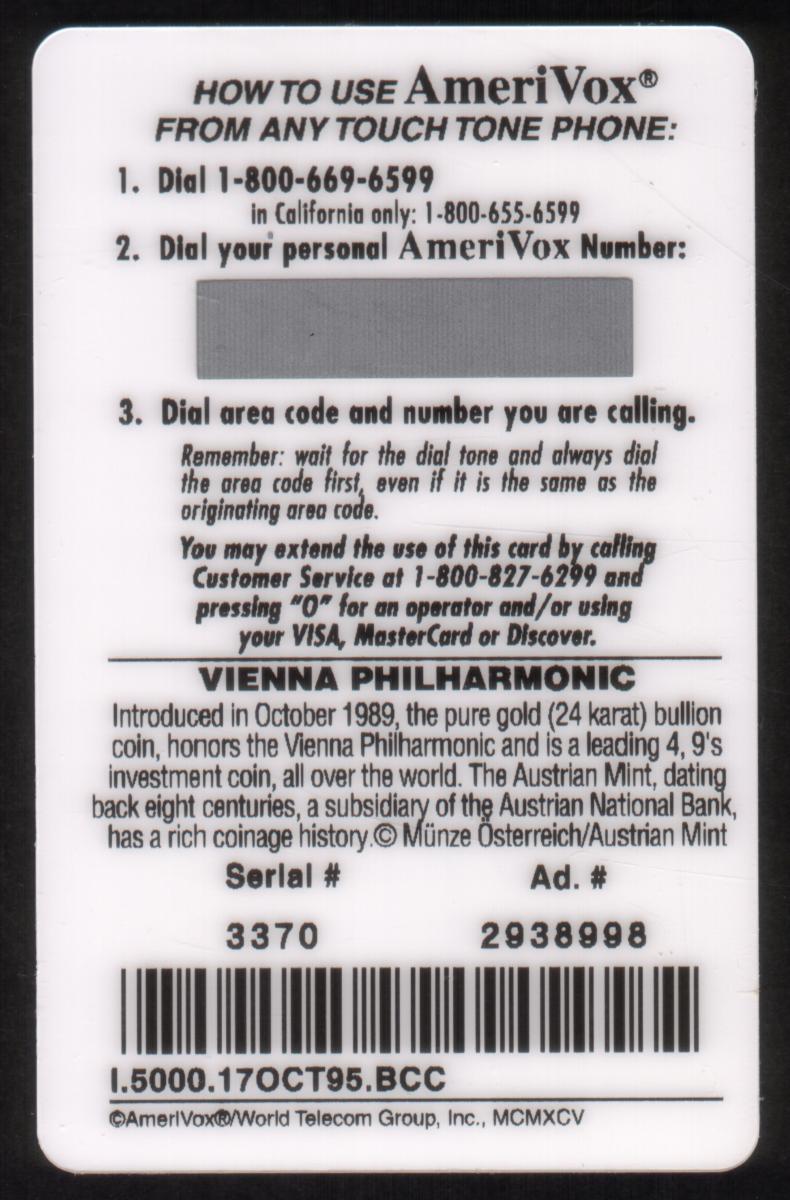 HOW TO USE AmeriVox®
FROM ANY TOUCH TONE PHONE:
1. Dial 1-800-669-6599
in California only: 1-800-655-6599
2. Dial your personal AmeriVox Number:
3. Dial area code and number you are calling.
Remember: wait for the dial tone and always dial
the area code first, even if it is the same as the
originating area code.
You may extend the use of this card by calling
Customer Service at 1-800-827-6299 and
pressing "0" for an operator and/or using
your VISA, MasterCard or Discover.
VIENNA PHILHARMONIC
Introduced in October 1989, the pure gold (24 karat) bullion
coin, honors the Vienna Philharmonic and is a leading 4, 9's
investment coin, all over the world. The Austrian Mint, dating
back eight centuries, a subsidiary of the Austrian National Bank,
has a rich coinage history.© Münze Österreich/Austrian Mint
Serial # Ad. #
3370 2938998
I.5000.17OCT95.BCC
©AmeriVox®/World Telecom Group, Inc., MCMXCV